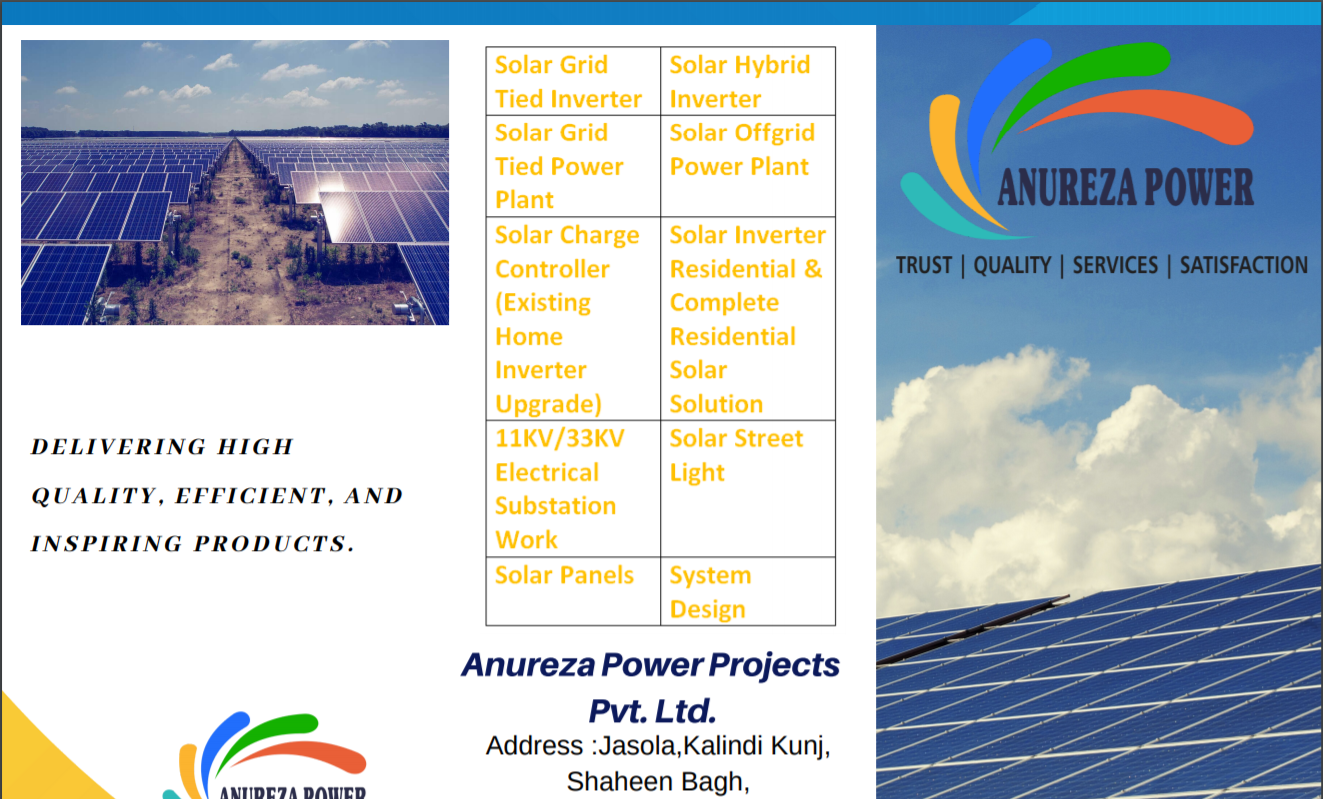 DELIVERING HIGH
QUALITY, EFFICIENT, AND
INSPIRING PRODUCTS.
ANUREZA POWER
Solar Grid
Tied Inverter
Solar Hybrid
Inverter
Solar Grid
Tied Power
Plant
Solar Offgrid
Power Plant
Solar Charge
Controller
(Existing
Home
Inverter
Upgrade)
Solar Inverter
Residential &
Complete
Residential
Solar
Solution
11KV/33KV
Electrical
Substation
Work
Solar Street
Light
Solar Panels
System
Design
Anureza Power Projects
Pvt. Ltd.
Address :Jasola,Kalindi Kunj,
Shaheen Bagh,
ANUREZA POWER
TRUST | QUALITY | SERVICES | SATISFACTION